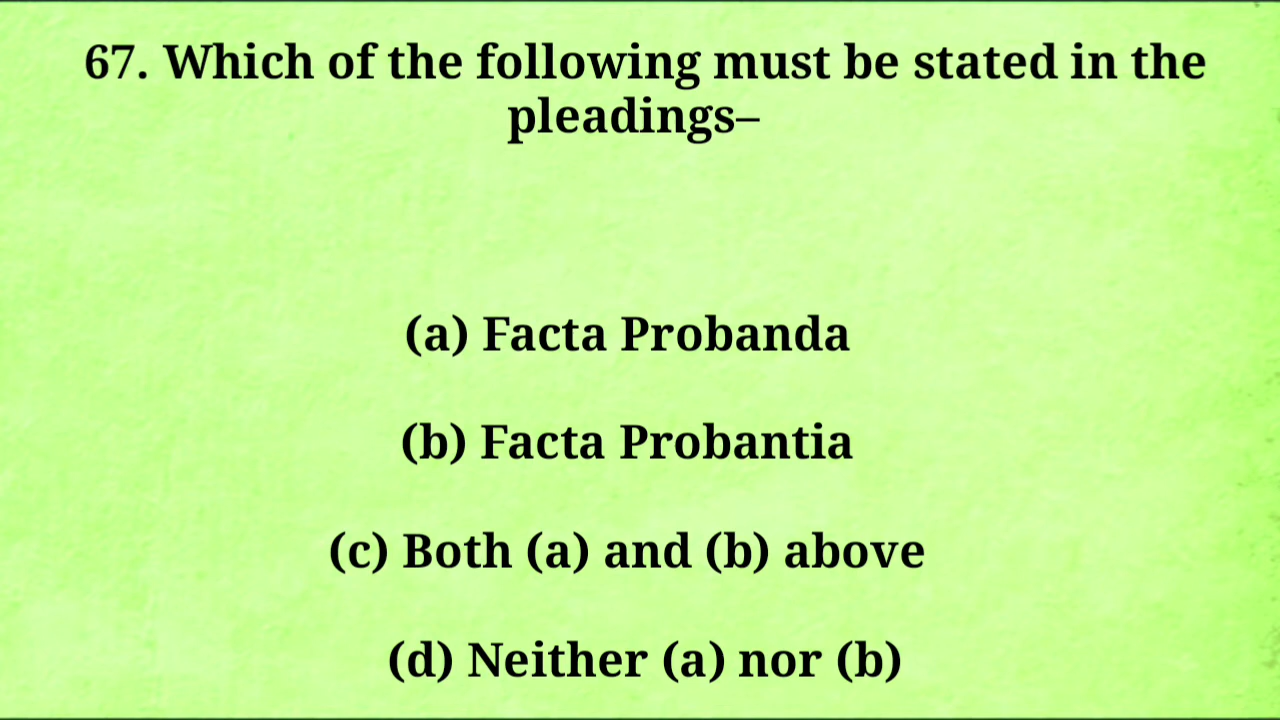 67. Which of the following must be stated in the
pleadings–
(a) Facta Probanda
(b) Facta Probantia
(c) Both (a) and (b) above
(d) Neither (a) nor (b)